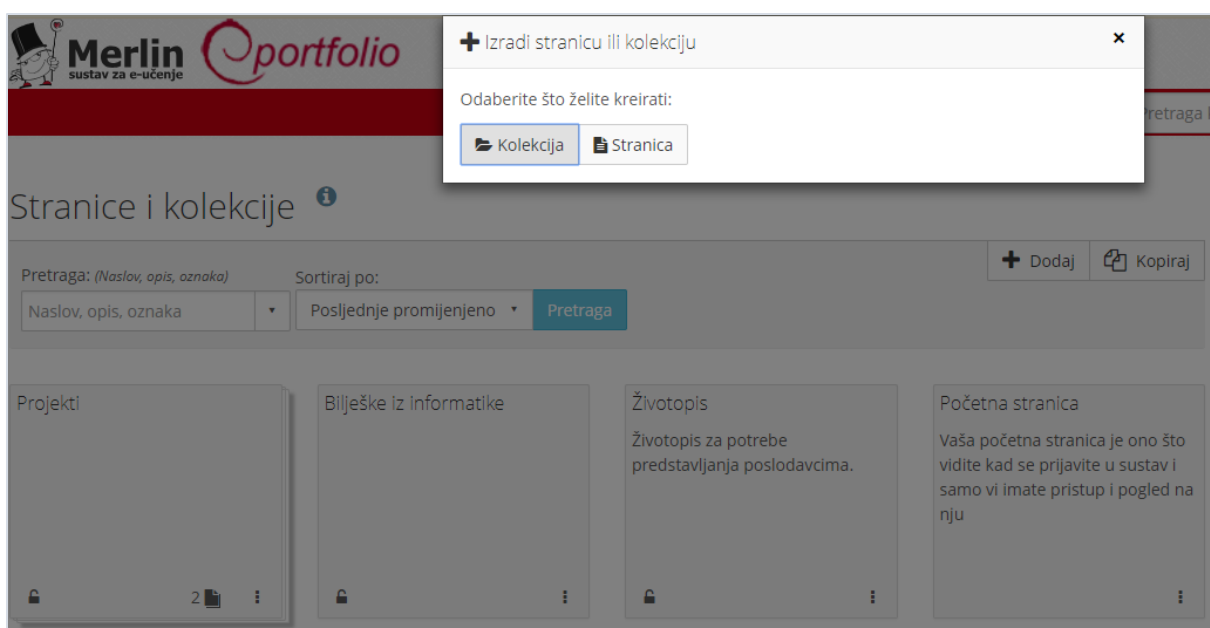 Merlin
sustav za e-učenje
eportfolio
Izradi stranicu ili kolekciju
×
Odaberite što želite kreirati:
Kolekcija Stranica
Pretraga
Stranice i kolekcije
Dodaj Kopiraj
Pretraga: (Naslov, opis, oznaka) Sortiraj po:
Naslov, opis, oznaka Posljednje promijenjeno Pretraga
Projekti
2
Bilješke iz informatike
Životopis
Životopis za potrebe
predstavljanja poslodavcima.
Početna stranica
Vaša početna stranica je ono što
vidite kad se prijavite u sustav i
samo vi imate pristup i pogled na
nju